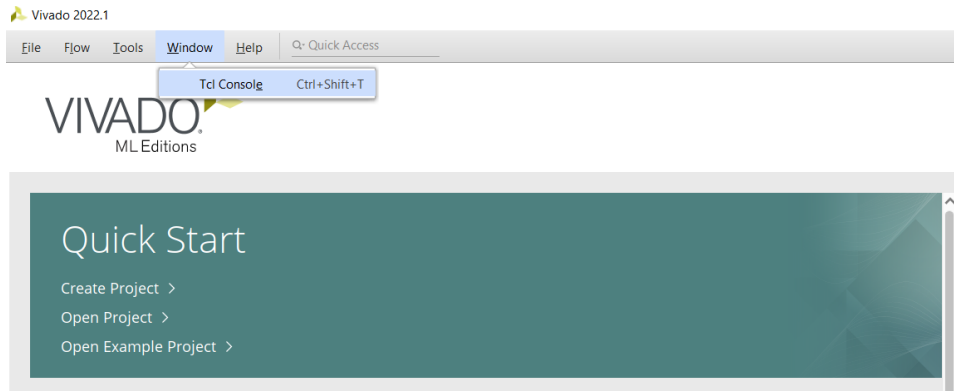 Vivado 2022.1
File Flow Tools Window Help Quick Access
Tcl Console Ctrl+Shift+T
VIVADO.
ML Editions
Quick Start
Create Project >
Open Project >
Open Example Project >